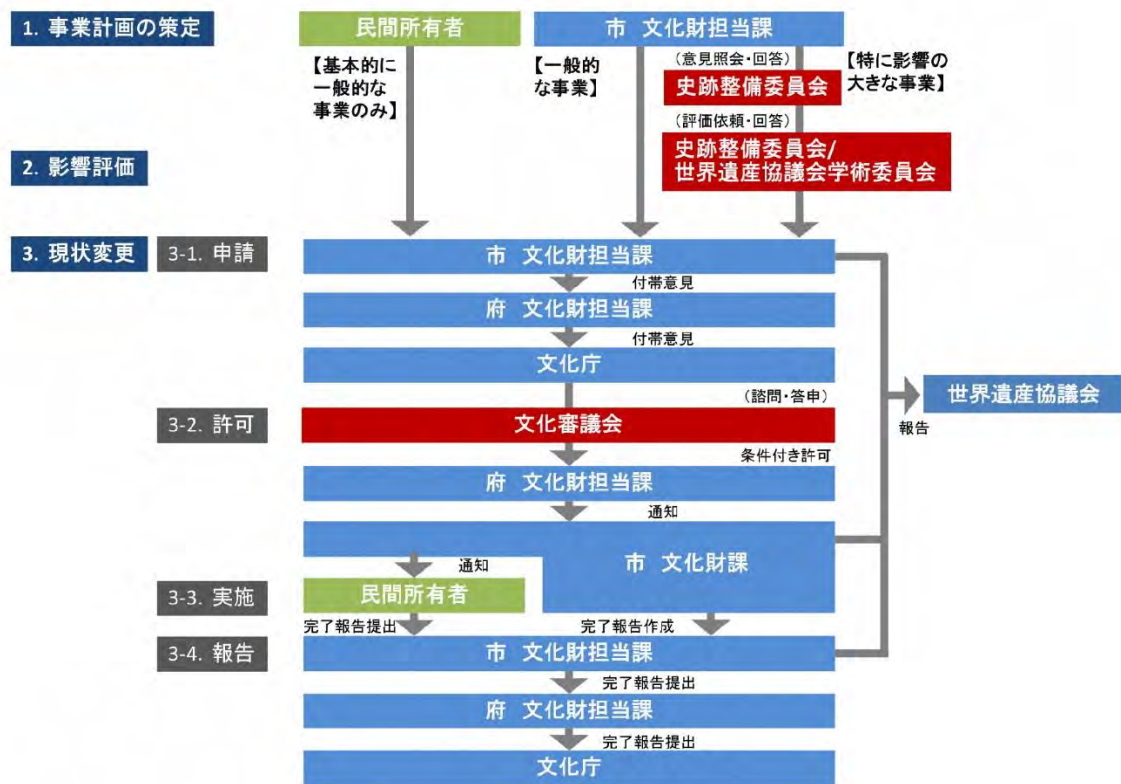 1. 事業計画の策定
民間所有者
市 文化財担当課
【基本的に
一般的な
事業のみ】
【一般的
な事業】
(意見照会・回答)
史跡整備委員会
【特に影響の
大きな事業】
(評価依頼・回答)
2. 影響評価
史跡整備委員会/
世界遺産協議会学術委員会
3. 現状変更
3-1. 申請
市 文化財担当課
付帯意見
府 文化財担当課
付帯意見
文化庁
(諮問・答申)
世界遺産協議会
報告
3-2. 許可
文化審議会
条件付き許可
府 文化財担当課
通知
市 文化財課
通知
3-3. 実施
民間所有者
完了報告提出
完了報告作成
3-4. 報告
市 文化財担当課
完了報告提出
府 文化財担当課
完了報告提出
文化庁